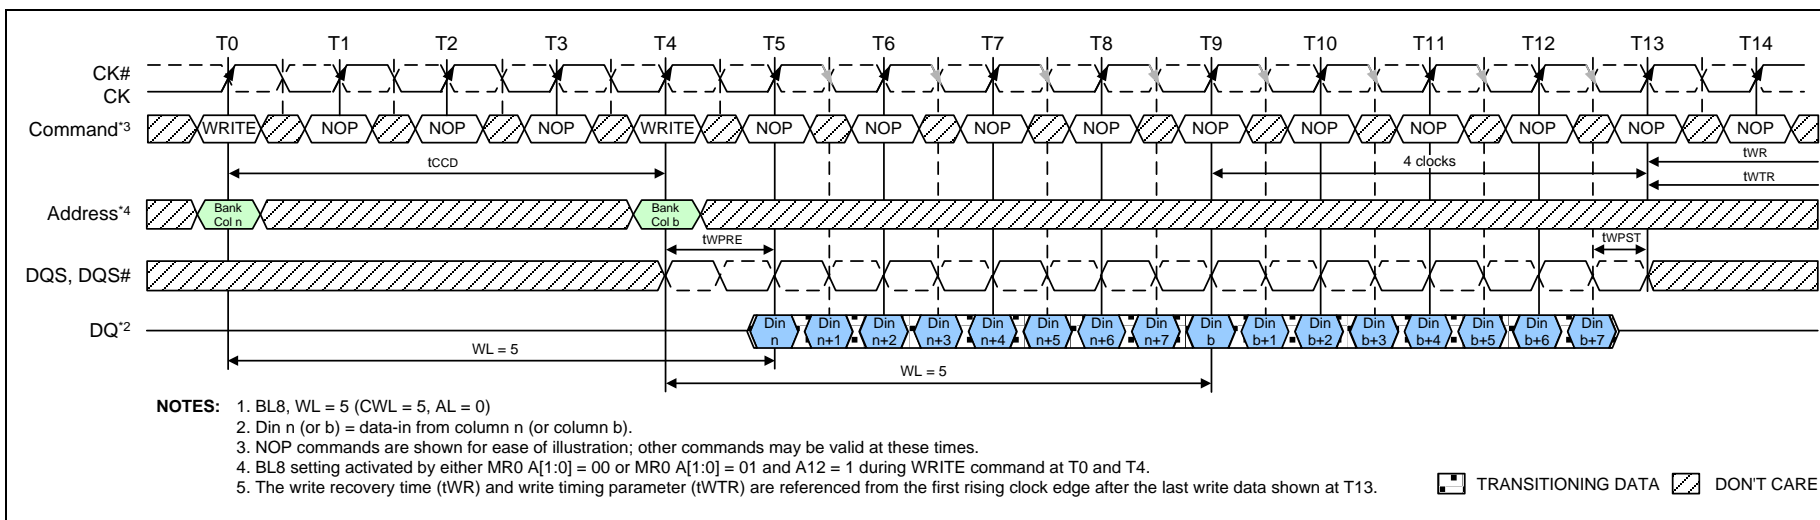 T0 T1 T2 T3 T4 T5 T6 T7 T8 T9 T10 T11 T12 T13 T14
CK#
CK
Command*3 WRITE NOP NOP NOP WRITE NOP NOP NOP NOP NOP NOP NOP NOP NOP NOP
tCCD 4 clocks tWR
tWTR
Address*4 Bank Col n Bank Col b
tWPRE tWPST
DQS, DQS#
DQ*2 Din n Din n+1 Din n+2 Din n+3 Din n+4 Din n+5 Din n+6 Din n+7 Din b Din b+1 Din b+2 Din b+3 Din b+4 Din b+5 Din b+6 Din b+7
WL = 5
WL = 5
NOTES: 1. BL8, WL = 5 (CWL = 5, AL = 0)
2. Din n (or b) = data-in from column n (or column b).
3. NOP commands are shown for ease of illustration; other commands may be valid at these times.
4. BL8 setting activated by either MR0 A[1:0] = 00 or MR0 A[1:0] = 01 and A12 = 1 during WRITE command at T0 and T4.
5. The write recovery time (tWR) and write timing parameter (tWTR) are referenced from the first rising clock edge after the last write data shown at T13.
TRANSITIONING DATA DON'T CARE